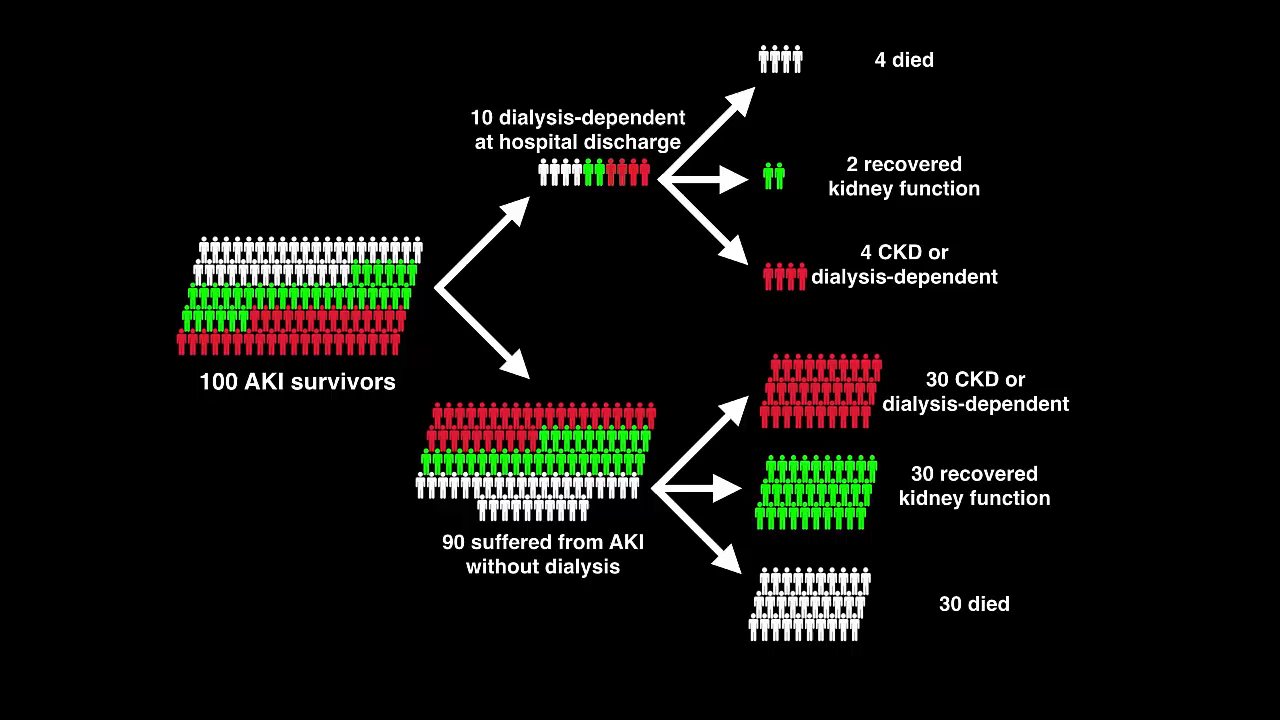 4 died
10 dialysis-dependent
at hospital discharge
2 recovered
kidney function
4 CKD or
dialysis-dependent
100 AKI survivors
30 CKD or
dialysis-dependent
30 recovered
kidney function
90 suffered from AKI
without dialysis
30 died